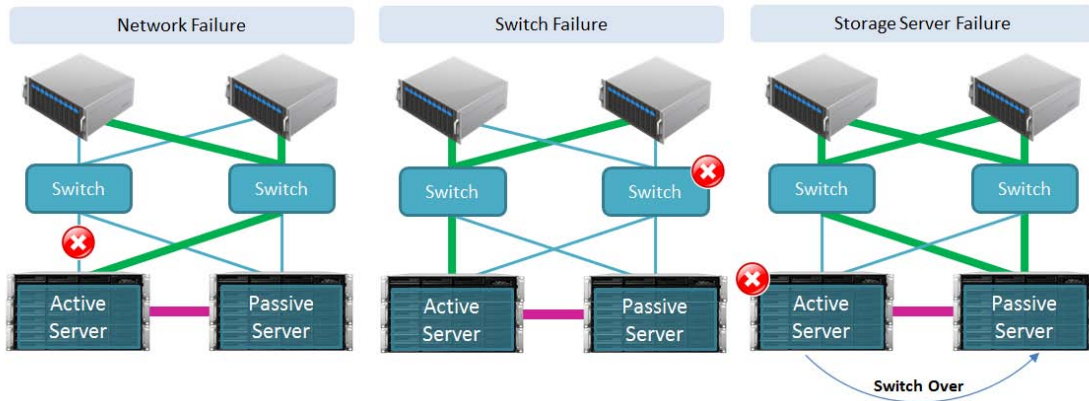 Network Failure
Switch Failure
Storage Server Failure
Switch
Switch
Switch
Switch
Switch
Switch
Active
Server
Passive
Server
Active
Server
Passive
Server
Active
Server
Passive
Server
Switch Over